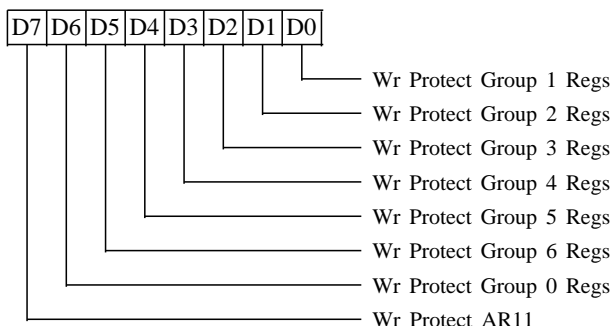 D7 D6 D5 D4 D3 D2 D1 D0
Wr Protect Group 1 Regs
Wr Protect Group 2 Regs
Wr Protect Group 3 Regs
Wr Protect Group 4 Regs
Wr Protect Group 5 Regs
Wr Protect Group 6 Regs
Wr Protect Group 0 Regs
Wr Protect AR11